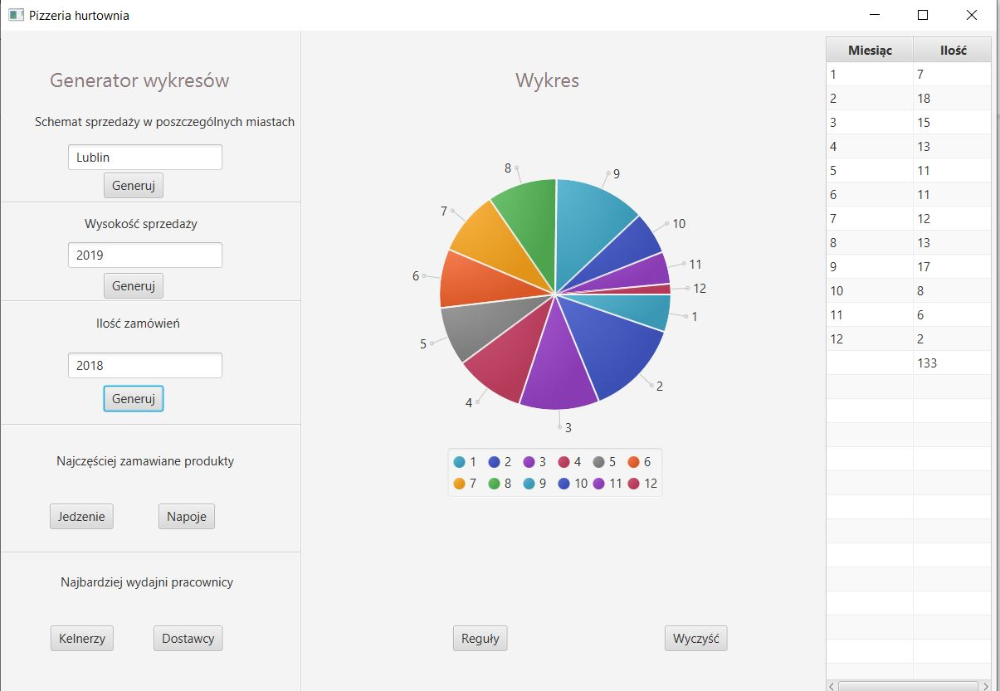 Pizzeria hurtownia
Generator wykresów
Schemat sprzedaży w poszczególnych miastach
Lublin
Generuj
Wysokość sprzedaży
2019
Generuj
Ilość zamówień
2018
Generuj
Najczęściej zamawiane produkty
Jedzenie Napoje
Najbardziej wydajni pracownicy
Kelnerzy Dostawcy
Wykres
8
9
7
10
6
11
12
1
5
2
4
3
1 2 3 4 5 6
7 8 9 10 11 12
Reguły Wyczyść
Miesiąc Ilość
1 7
2 18
3 15
4 13
5 11
6 11
7 12
8 13
9 17
10 8
11 6
12 2
133